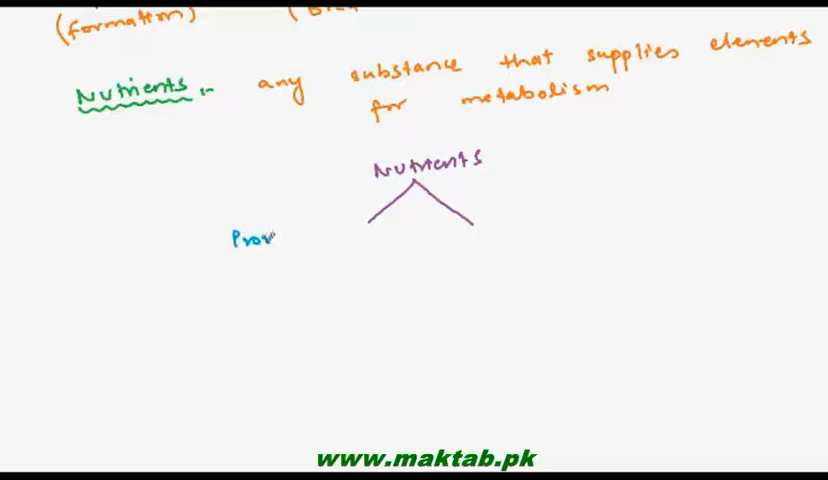 (formation)
Nutrients :- any substance that supplies elements
for metabolism
Nutrients
Prov
www.maktab.pk